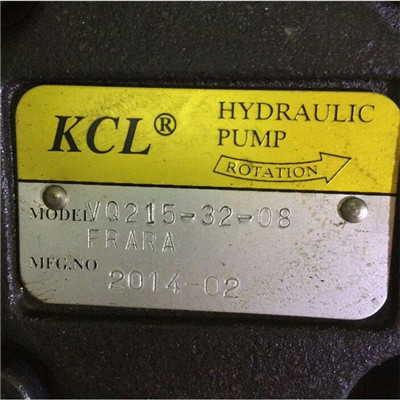 KCL®
HYDRAULIC
PUMP
ROTATION
MODEL VQ215-32-08
FRARA
MFG.NO
2014-02